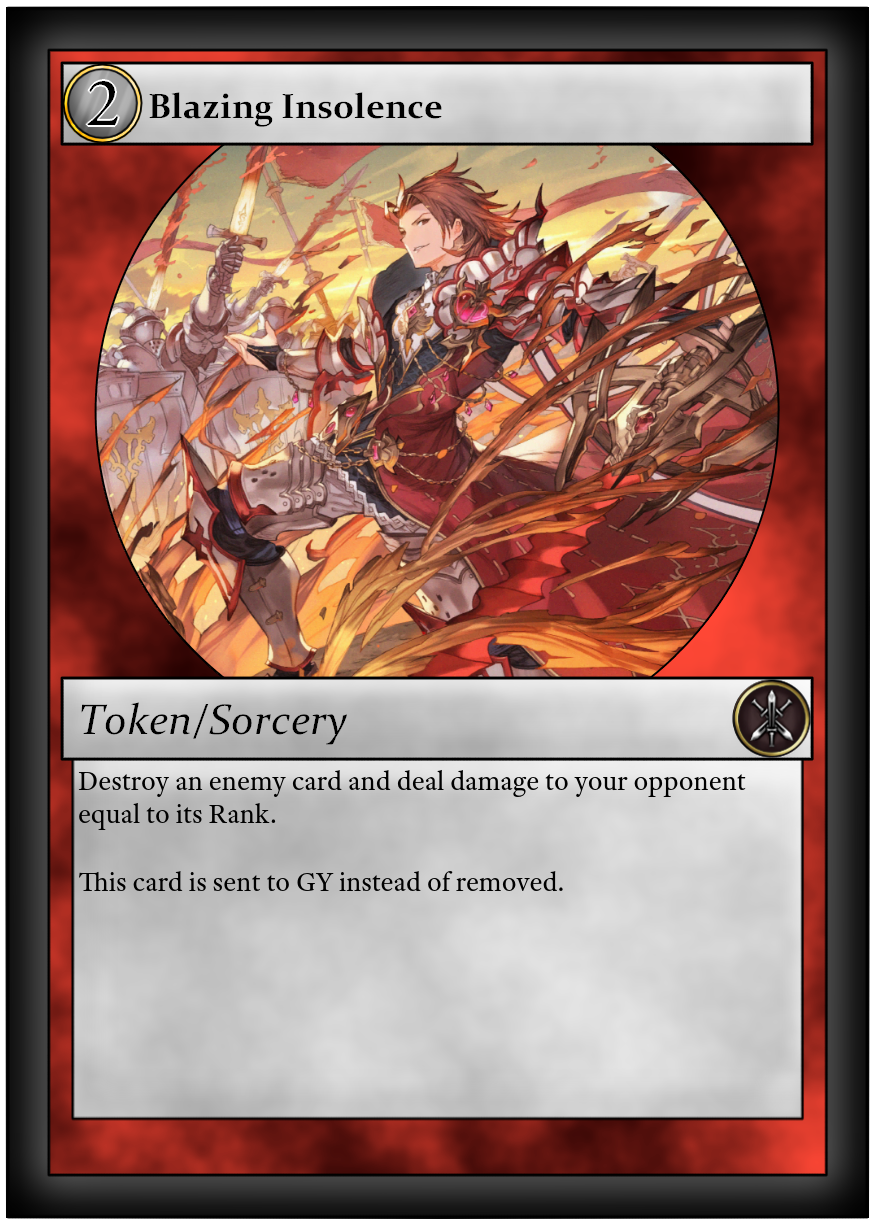 2 Blazing Insolence
Token/Sorcery
Destroy an enemy card and deal damage to your opponent
equal to its Rank.
This card is sent to GY instead of removed.